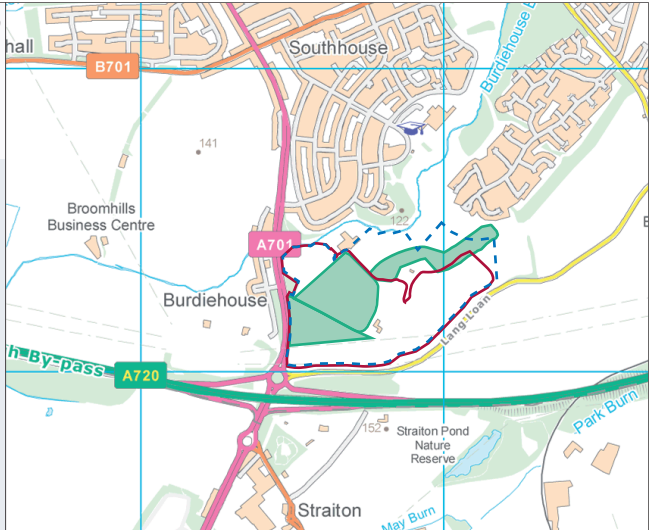 hall
Southhouse
Burdiehouse B
B701
141
Broomhills
Business Centre
122
A701
Burdiehouse
Lang Loan
h By-pass
A720
Park Burn
152
Straiton Pond
Nature
Reserve
Straiton
May Burn